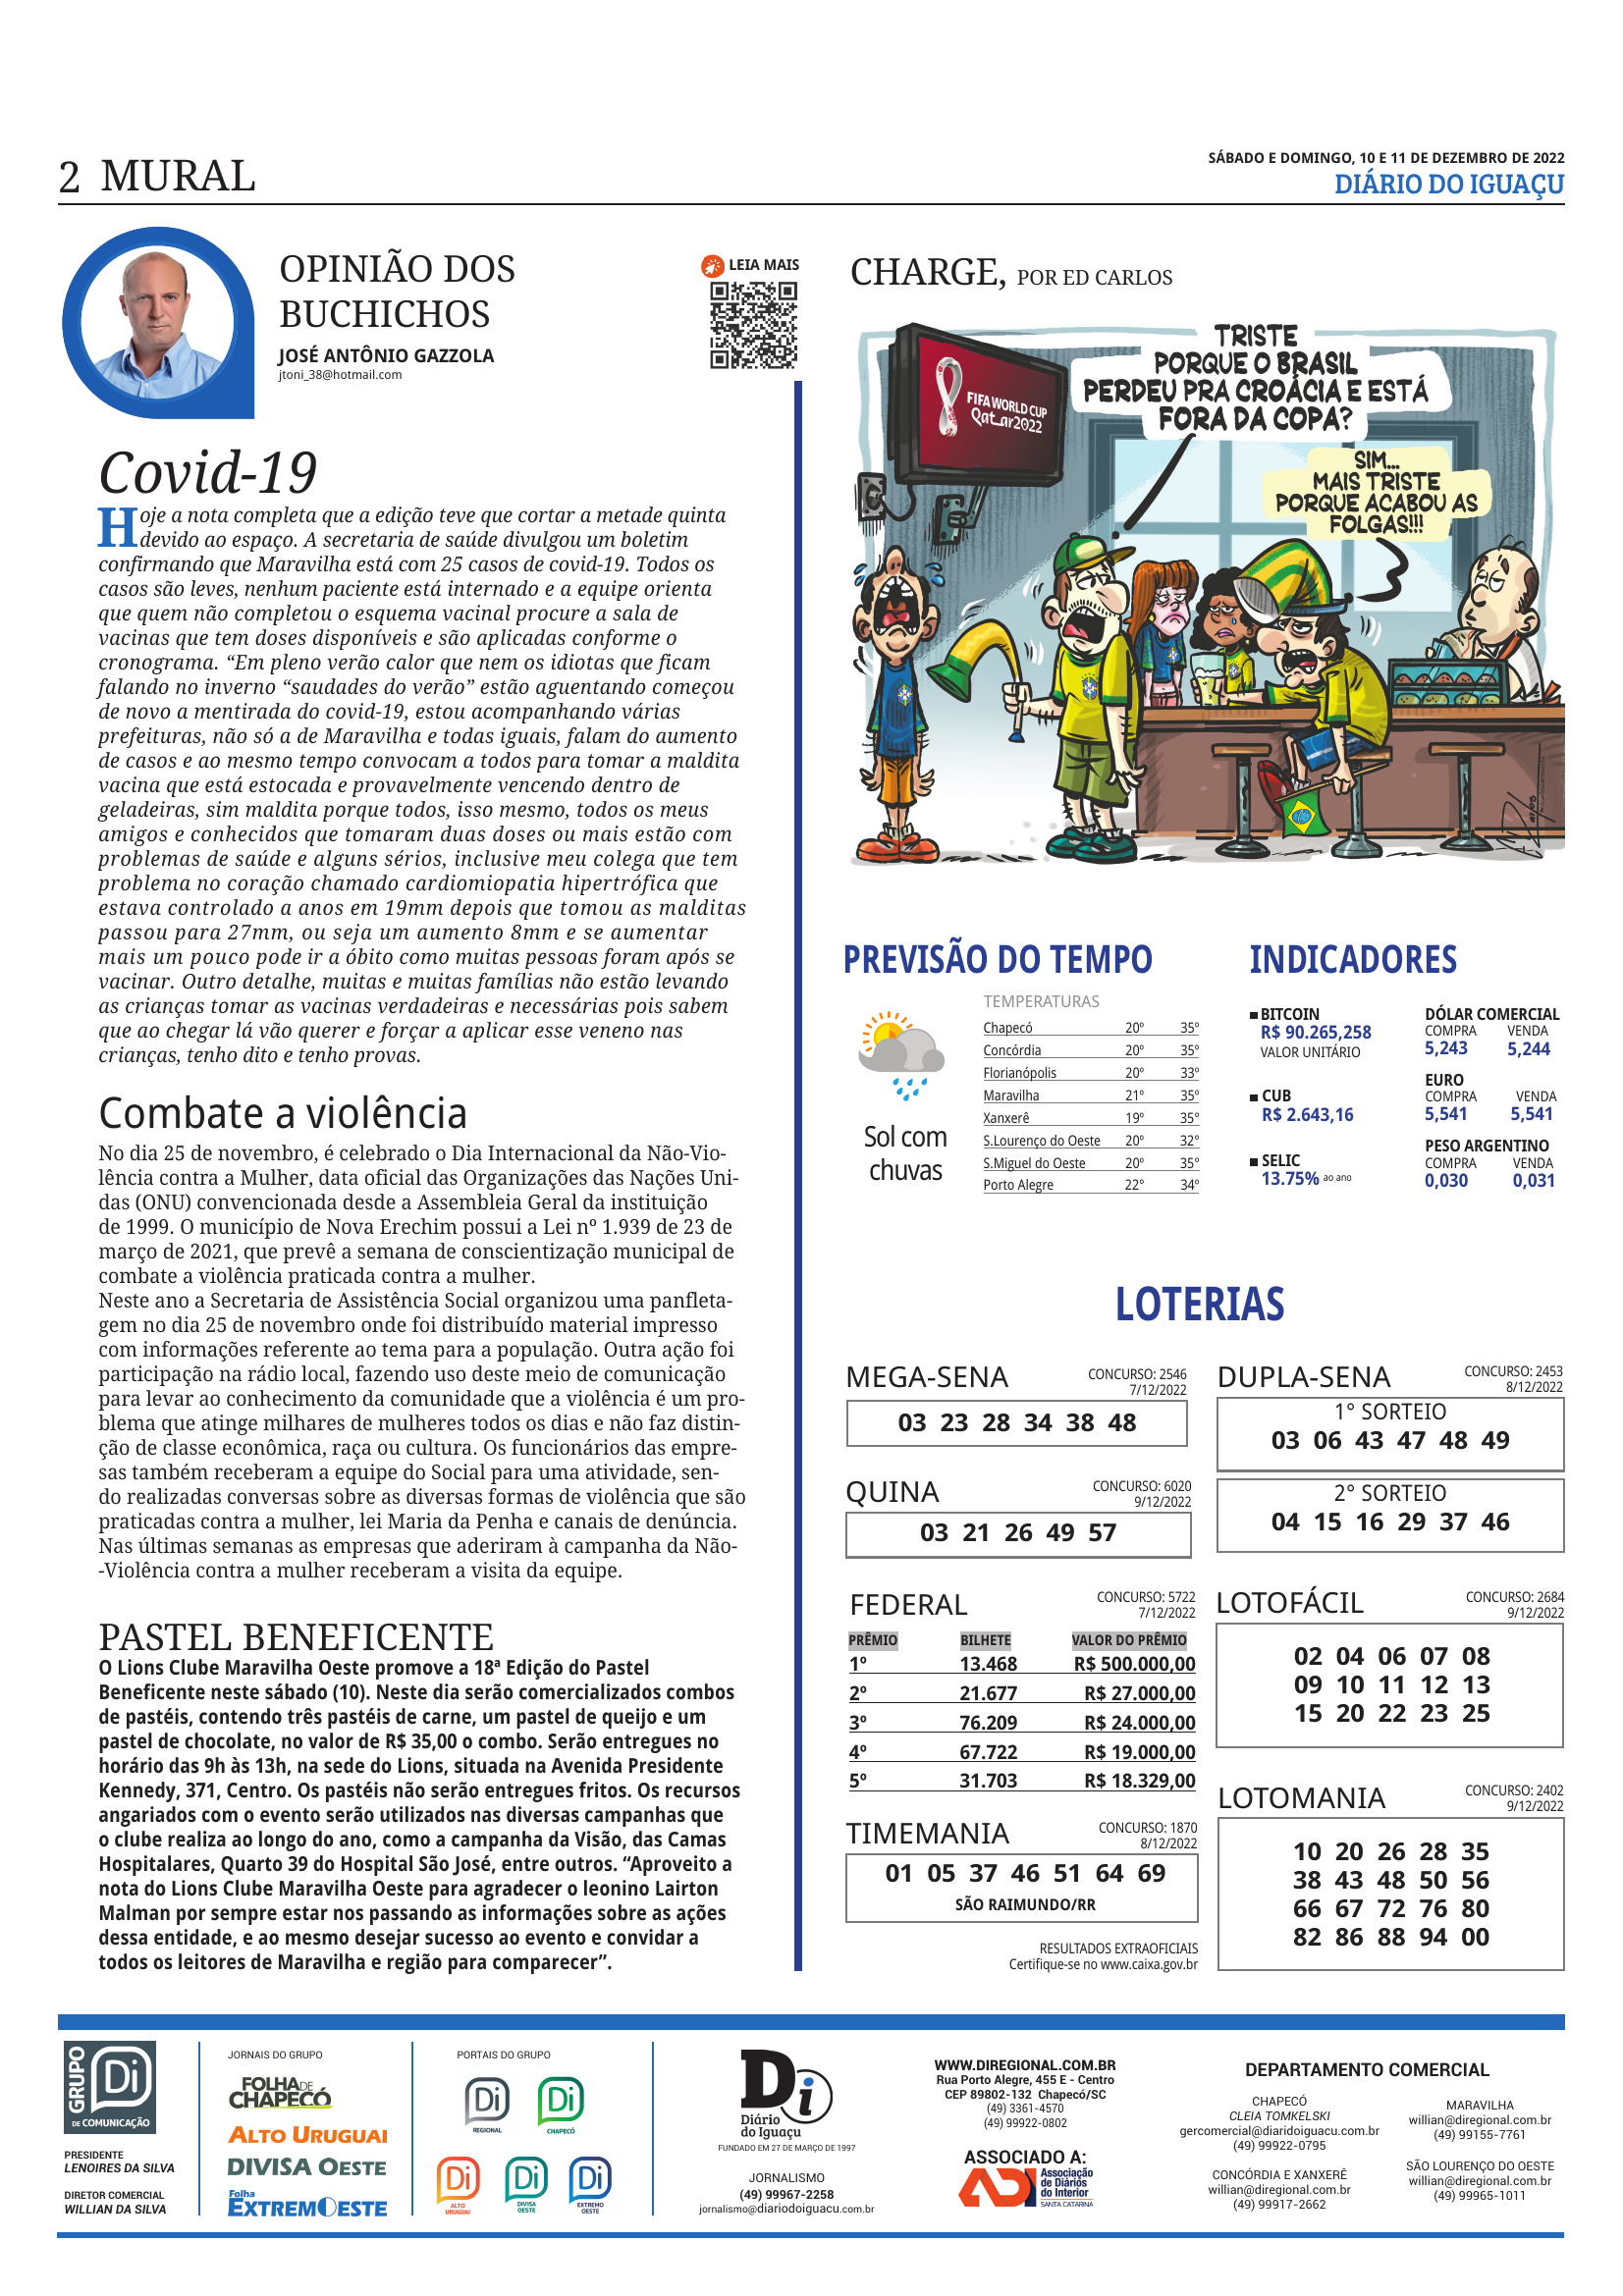 2 MURAL
SÁBADO E DOMINGO, 10 E 11 DE DEZEMBRO DE 2022
DIÁRIO DO IGUAÇU
OPINIÃO DOS
BUCHICHOS
JOSÉ ANTÔNIO GAZZOLA
jtoni_38@hotmail.com
LEIA MAIS
Covid-19
Hoje a nota completa que a edição teve que cortar a metade quinta
devido ao espaço. A secretaria de saúde divulgou um boletim
confirmando que Maravilha está com 25 casos de covid-19. Todos os
casos são leves, nenhum paciente está internado e a equipe orienta
que quem não completou o esquema vacinal procure a sala de
vacinas que tem doses disponíveis e são aplicadas conforme o
cronograma. “Em pleno verão calor que nem os idiotas que ficam
falando no inverno “saudades do verão” estão aguentando começou
de novo a mentirada do covid-19, estou acompanhando várias
prefeituras, não só a de Maravilha e todas iguais, falam do aumento
de casos e ao mesmo tempo convocam a todos para tomar a maldita
vacina que está estocada e provavelmente vencendo dentro de
geladeiras, sim maldita porque todos, isso mesmo, todos os meus
amigos e conhecidos que tomaram duas doses ou mais estão com
problemas de saúde e alguns sérios, inclusive meu colega que tem
problema no coração chamado cardiomiopatia hipertrófica que
estava controlado a anos em 19mm depois que tomou as malditas
passou para 27mm, ou seja um aumento 8mm e se aumentar
mais um pouco pode ir a óbito como muitas pessoas foram após se
vacinar. Outro detalhe, muitas e muitas famílias não estão levando
as crianças tomar as vacinas verdadeiras e necessárias pois sabem
que ao chegar lá vão querer e forçar a aplicar esse veneno nas
crianças, tenho dito e tenho provas.
Combate a violência
No dia 25 de novembro, é celebrado o Dia Internacional da Não-Vio-
lência contra a Mulher, data oficial das Organizações das Nações Uni-
das (ONU) convencionada desde a Assembleia Geral da instituição
de 1999. O município de Nova Erechim possui a Lei nº 1.939 de 23 de
março de 2021, que prevê a semana de conscientização municipal de
combate a violência praticada contra a mulher.
Neste ano a Secretaria de Assistência Social organizou uma panfleta-
gem no dia 25 de novembro onde foi distribuído material impresso
com informações referente ao tema para a população. Outra ação foi
participação na rádio local, fazendo uso deste meio de comunicação
para levar ao conhecimento da comunidade que a violência é um pro-
blema que atinge milhares de mulheres todos os dias e não faz distin-
ção de classe econômica, raça ou cultura. Os funcionários das empre-
sas também receberam a equipe do Social para uma atividade, sen-
do realizadas conversas sobre as diversas formas de violência que são
praticadas contra a mulher, lei Maria da Penha e canais de denúncia.
Nas últimas semanas as empresas que aderiram à campanha da Não-
-Violência contra a mulher receberam a visita da equipe.
PASTEL BENEFICENTE
O Lions Clube Maravilha Oeste promove a 18ª Edição do Pastel
Beneficente neste sábado (10). Neste dia serão comercializados combos
de pastéis, contendo três pastéis de carne, um pastel de queijo e um
pastel de chocolate, no valor de R$ 35,00 o combo. Serão entregues no
horário das 9h às 13h, na sede do Lions, situada na Avenida Presidente
Kennedy, 371, Centro. Os pastéis não serão entregues fritos. Os recursos
angariados com o evento serão utilizados nas diversas campanhas que
o clube realiza ao longo do ano, como a campanha da Visão, das Camas
Hospitalares, Quarto 39 do Hospital São José, entre outros. “Aproveito a
nota do Lions Clube Maravilha Oeste para agradecer o leonino Lairton
Malman por sempre estar nos passando as informações sobre as ações
dessa entidade, e ao mesmo desejar sucesso ao evento e convidar a
todos os leitores de Maravilha e região para comparecer”.
CHARGE, POR ED CARLOS
FIFA WORLD CUP
Qatar2022
TRISTE
PORQUE O BRASIL
PERDEU PRA CROÁCIA E ESTÁ
FORA DA COPA?
SIM...
MAIS TRISTE
PORQUE ACABOU AS
FOLGAS!!!
PREVISÃO DO TEMPO
Sol com
chuvas
TEMPERATURAS
Chapecó 20º 35º
Concórdia 20º 35º
Florianópolis 20º 33º
Maravilha 21º 35º
Xanxerê 19º 35º
S.Lourenço do Oeste 20º 32º
S.Miguel do Oeste 20º 35º
Porto Alegre 22º 34º
INDICADORES
BITCOIN
R$ 90.265,258
VALOR UNITÁRIO
CUB
R$ 2.643,16
SELIC
13.75% ao ano
DÓLAR COMERCIAL
COMPRA VENDA
5,243 5,244
EURO
COMPRA VENDA
5,541 5,541
PESO ARGENTINO
COMPRA VENDA
0,030 0,031
LOTERIAS
MEGA-SENA
CONCURSO: 2546
7/12/2022
03 23 28 34 38 48
QUINA
CONCURSO: 6020
9/12/2022
03 21 26 49 57
FEDERAL
CONCURSO: 5722
7/12/2022
PRÊMIO BILHETE VALOR DO PRÊMIO
1º 13.468 R$ 500.000,00
2º 21.677 R$ 27.000,00
3º 76.209 R$ 24.000,00
4º 67.722 R$ 19.000,00
5º 31.703 R$ 18.329,00
TIMEMANIA
CONCURSO: 1870
8/12/2022
01 05 37 46 51 64 69
SÃO RAIMUNDO/RR
RESULTADOS EXTRAOFICIAIS
Certifique-se no www.caixa.gov.br
DUPLA-SENA
CONCURSO: 2453
8/12/2022
1° SORTEIO
03 06 43 47 48 49
2° SORTEIO
04 15 16 29 37 46
LOTOFÁCIL
CONCURSO: 2684
9/12/2022
02 04 06 07 08
09 10 11 12 13
15 20 22 23 25
LOTOMANIA
CONCURSO: 2402
9/12/2022
10 20 26 28 35
38 43 48 50 56
66 67 72 76 80
82 86 88 94 00
GRUPO
Di
DE COMUNICAÇÃO
PRESIDENTE
LENOIRES DA SILVA
DIRETOR COMERCIAL
WILLIAN DA SILVA
JORNAIS DO GRUPO
FOLHA DE
CHAPECÓ
ALTO URUGUAI
DIVISA OESTE
Folha
EXTREMOESTE
PORTAIS DO GRUPO
Di
REGIONAL
Di
CHAPECÓ
Di
ALTO
URUGUAI
Di
DIVISA
OESTE
Di
EXTREMO
OESTE
Di
Diário
do Iguaçu
FUNDADO EM 27 DE MARÇO DE 1997
JORNALISMO
(49) 99967-2258
jornalismo@diariodoiguacu.com.br
WWW.DIREGIONAL.COM.BR
Rua Porto Alegre, 455 E - Centro
CEP 89802-132 Chapecó/SC
(49) 3361-4570
(49) 99922-0802
ASSOCIADO A:
ADI
Associação
de Diários
do Interior
SANTA CATARINA
DEPARTAMENTO COMERCIAL
CHAPECÓ
CLEIA TOMKELSKI
gercomercial@diaridoiguacu.com.br
(49) 99922-0795
CONCÓRDIA E XANXERÊ
willian@diregional.com.br
(49) 99917-2662
MARAVILHA
willian@diregional.com.br
(49) 99155-7761
SÃO LOURENÇO DO OESTE
willian@diregional.com.br
(49) 99965-1011